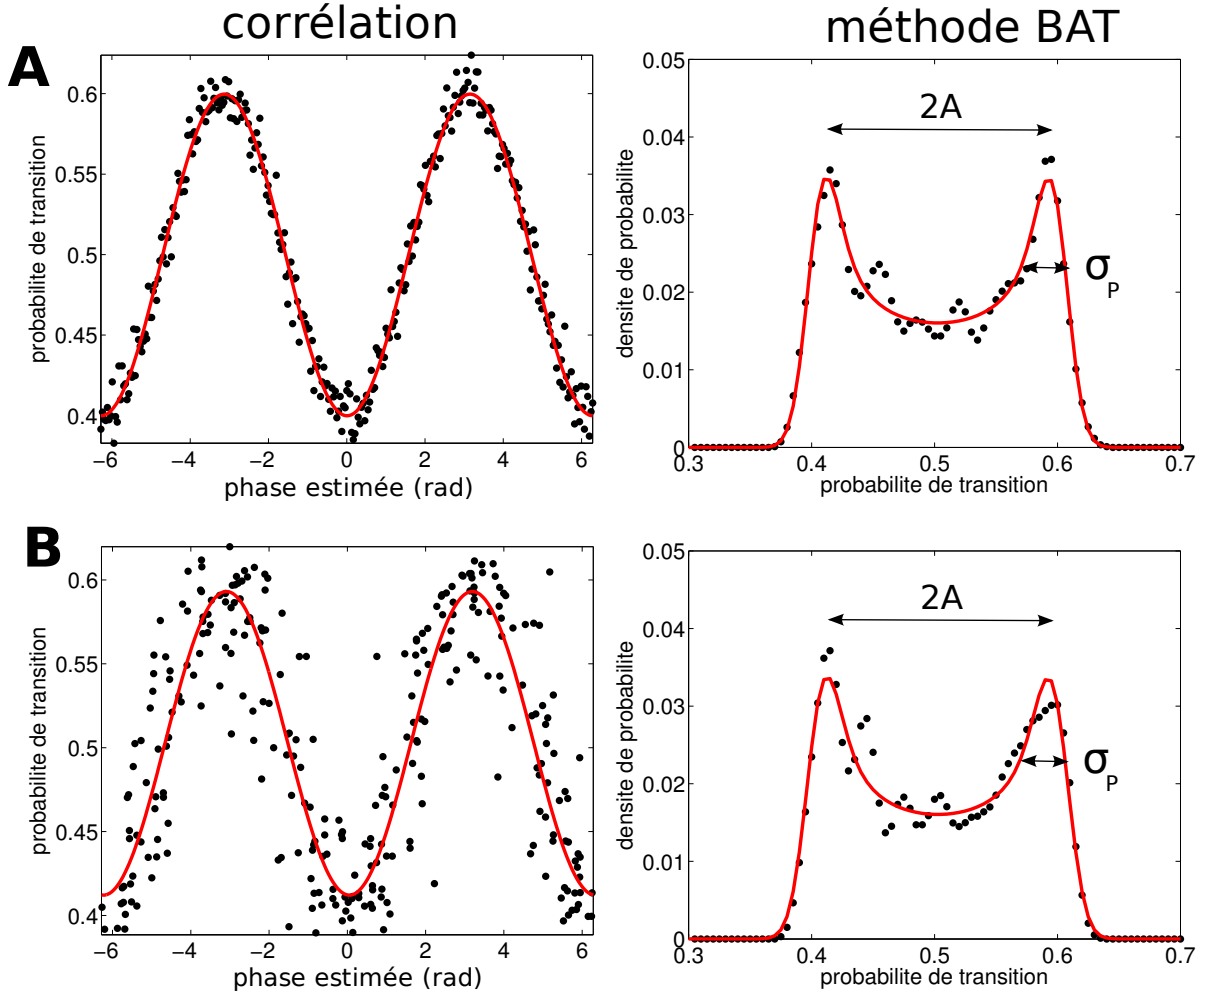 corrélation
méthode BAT
A
probabilite de transition
0.6
0.55
0.5
0.45
0.4
−6 −4 −2 0 2 4 6
phase estimée (rad)
densite de probabilite
0.05
0.04
0.03
0.02
0.01
0
2A
σP
0.3 0.4 0.5 0.6 0.7
probabilite de transition
B
probabilite de transition
0.6
0.55
0.5
0.45
0.4
−6 −4 −2 0 2 4 6
phase estimée (rad)
densite de probabilite
0.05
0.04
0.03
0.02
0.01
0
2A
σP
0.3 0.4 0.5 0.6 0.7
probabilite de transition